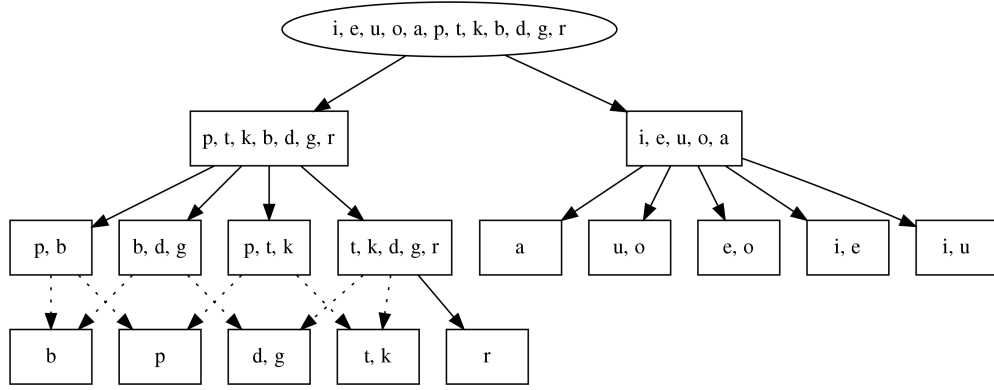 i, e, u, o, a, p, t, k, b, d, g, r
p, t, k, b, d, g, r
i, e, u, o, a
p, b
b, d, g
p, t, k
t, k, d, g, r
a
u, o
e, o
i, e
i, u
b
p
d, g
t, k
r